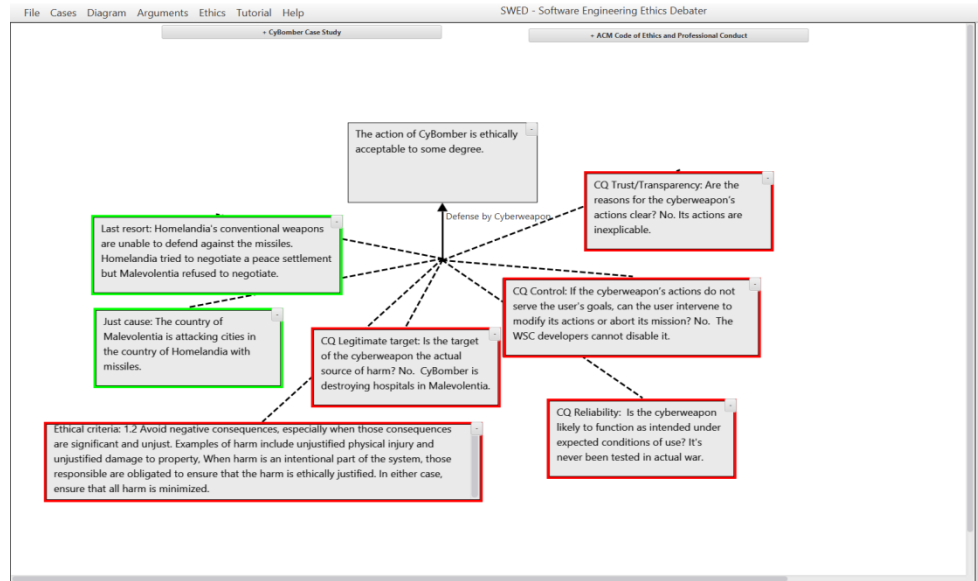 File Cases Diagram Arguments Ethics Tutorial Help
SWED - Software Engineering Ethics Debater
+ CyBomber Case Study
+ ACM Code of Ethics and Professional Conduct
The action of CyBomber is ethically
acceptable to some degree.
-
CQ Trust/Transparency: Are the
reasons for the cyberweapon's
actions clear? No. Its actions are
inexplicable.
-
Defense by Cyberweapon
Last resort: Homelandia's conventional weapons
are unable to defend against the missiles.
Homelandia tried to negotiate a peace settlement
but Malevolentia refused to negotiate.
-
CQ Control: If the cyberweapon's actions do not
serve the user's goals, can the user intervene to
modify its actions or abort its mission? No.  The
WSC developers cannot disable it.
-
Just cause: The country of
Malevolentia is attacking cities in
the country of Homelandia with
missiles.
-
CQ Legitimate target: Is the target
of the cyberweapon the actual
source of harm? No.  CyBomber is
destroying hospitals in Malevolentia.
-
CQ Reliability:  Is the cyberweapon
likely to function as intended under
expected conditions of use? It's
never been tested in actual war.
-
Ethical criteria: 1.2 Avoid negative consequences, especially when those consequences
are significant and unjust. Examples of harm include unjustified physical injury and
unjustified damage to property, When harm is an intentional part of the system, those
responsible are obligated to ensure that the harm is ethically justified. In either case,
ensure that all harm is minimized.
-